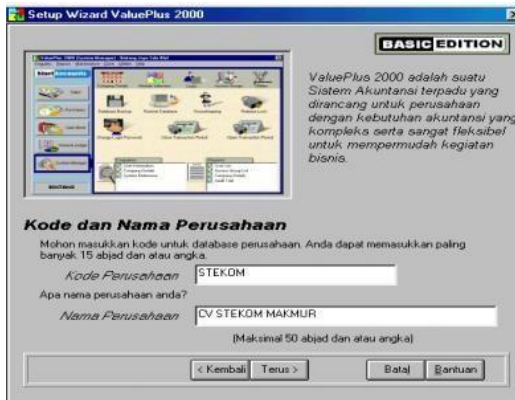 Setup Wizard ValuePlus 2000
BASIC EDITION
ValuePlus 2000 adalah suatu
Sistem Akuntansi terpadu yang
dirancang untuk perusahaan
dengan kebutuhan akuntansi yang
kompleks serta sangat fleksibel
untuk mempermudah kegiatan
bisnis.
Kode dan Nama Perusahaan
Mohon masukkan kode untuk database perusahaan. Anda dapat memasukkan paling
banyak 15 abjad dan atau angka.
Kode Perusahaan STEKOM
Apa nama perusahaan anda?
Nama Perusahaan CV STEKOM MAKMUR
(Maksimal 50 abjad dan atau angka)
< Kembali Terus > Batal Bantuan